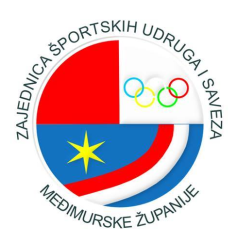 ZAJEDNICA ŠPORTSKIH UDRUGA I SAVEZA
MEĐIMURSKE ŽUPANIJE